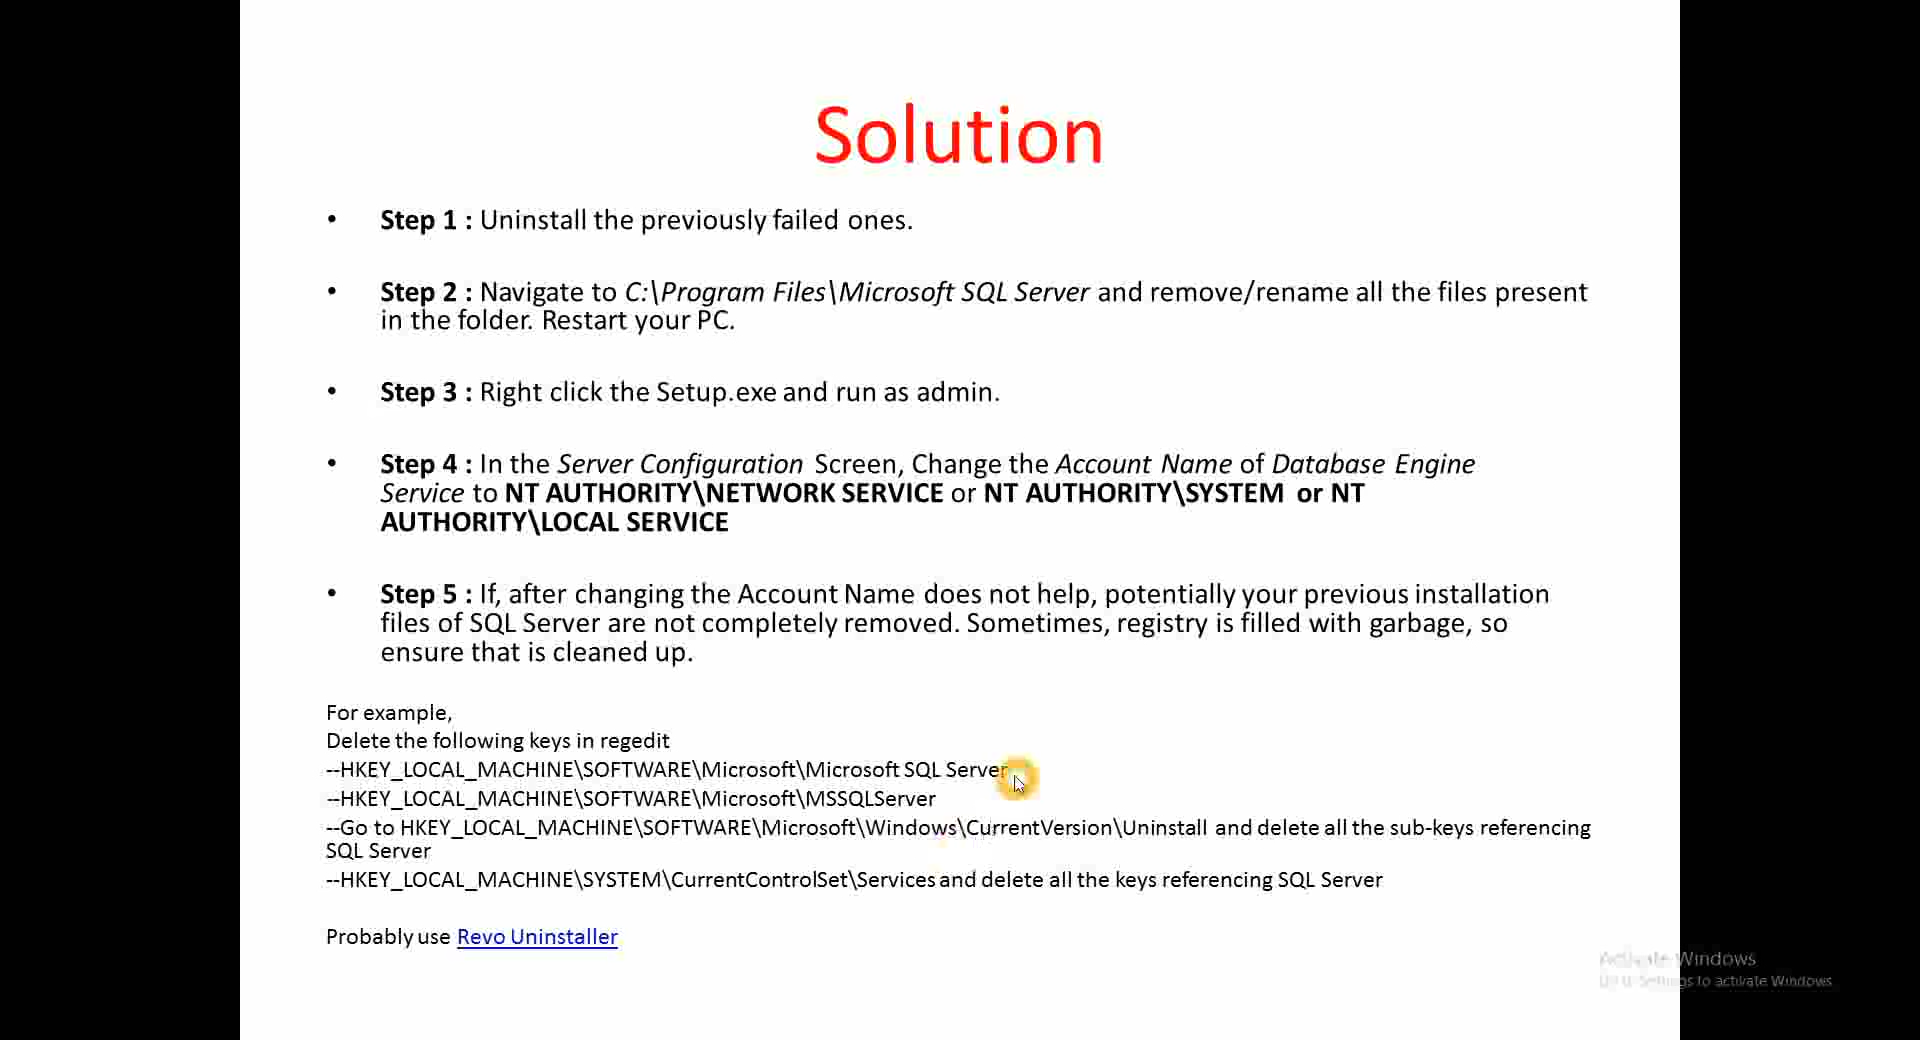 Solution
• Step 1 : Uninstall the previously failed ones.
• Step 2 : Navigate to C:\Program Files\Microsoft SQL Server and remove/rename all the files present
in the folder. Restart your PC.
• Step 3 : Right click the Setup.exe and run as admin.
• Step 4 : In the Server Configuration Screen, Change the Account Name of Database Engine
Service to NT AUTHORITY\NETWORK SERVICE or NT AUTHORITY\SYSTEM or NT
AUTHORITY\LOCAL SERVICE
• Step 5 : If, after changing the Account Name does not help, potentially your previous installation
files of SQL Server are not completely removed. Sometimes, registry is filled with garbage, so
ensure that is cleaned up.
For example,
Delete the following keys in regedit
--HKEY_LOCAL_MACHINE\SOFTWARE\Microsoft\Microsoft SQL Server
--HKEY_LOCAL_MACHINE\SOFTWARE\Microsoft\MSSQLServer
--Go to HKEY_LOCAL_MACHINE\SOFTWARE\Microsoft\Windows\CurrentVersion\Uninstall and delete all the sub-keys referencing
SQL Server
--HKEY_LOCAL_MACHINE\SYSTEM\CurrentControlSet\Services and delete all the keys referencing SQL Server
Probably use Revo Uninstaller
Activate Windows
Go to Settings to activate Windows.